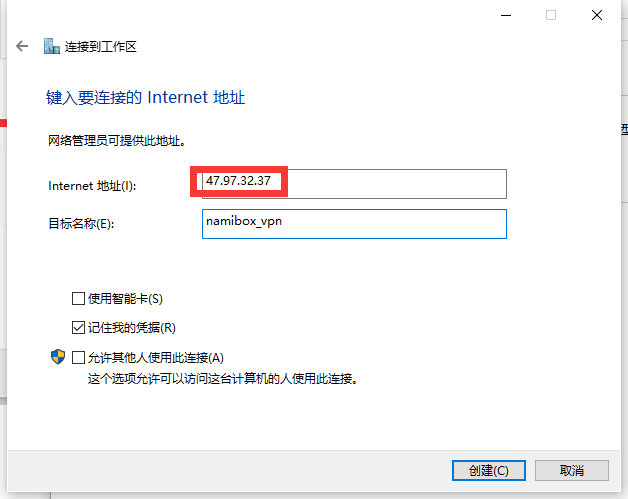 连接到工作区
键入要连接的 Internet 地址
网络管理员可提供此地址。
Internet 地址(I):
47.97.32.37
目标名称(E):
namibox_vpn
使用智能卡(S)
记住我的凭据(R)
允许其他人使用此连接(A)
这个选项允许可以访问这台计算机的人使用此连接。
创建(C)
取消